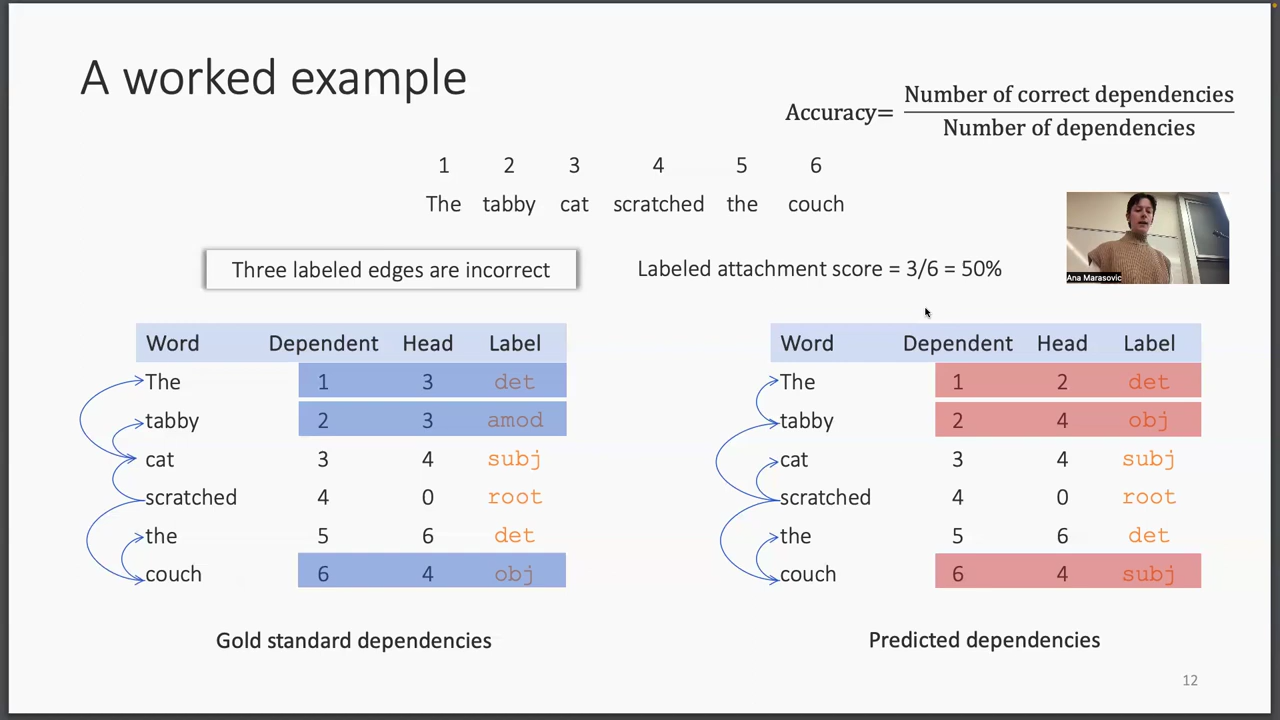 A worked example
Accuracy= Number of correct dependencies
Number of dependencies
1 2 3 4 5 6
The tabby cat scratched the couch
Ana Marasovic
Three labeled edges are incorrect
Labeled attachment score = 3/6 = 50%
Word Dependent Head Label
The 1 3 det
tabby 2 3 amod
cat 3 4 subj
scratched 4 0 root
the 5 6 det
couch 6 4 obj
Gold standard dependencies
Word Dependent Head Label
The 1 2 det
tabby 2 4 obj
cat 3 4 subj
scratched 4 0 root
the 5 6 det
couch 6 4 subj
Predicted dependencies
12